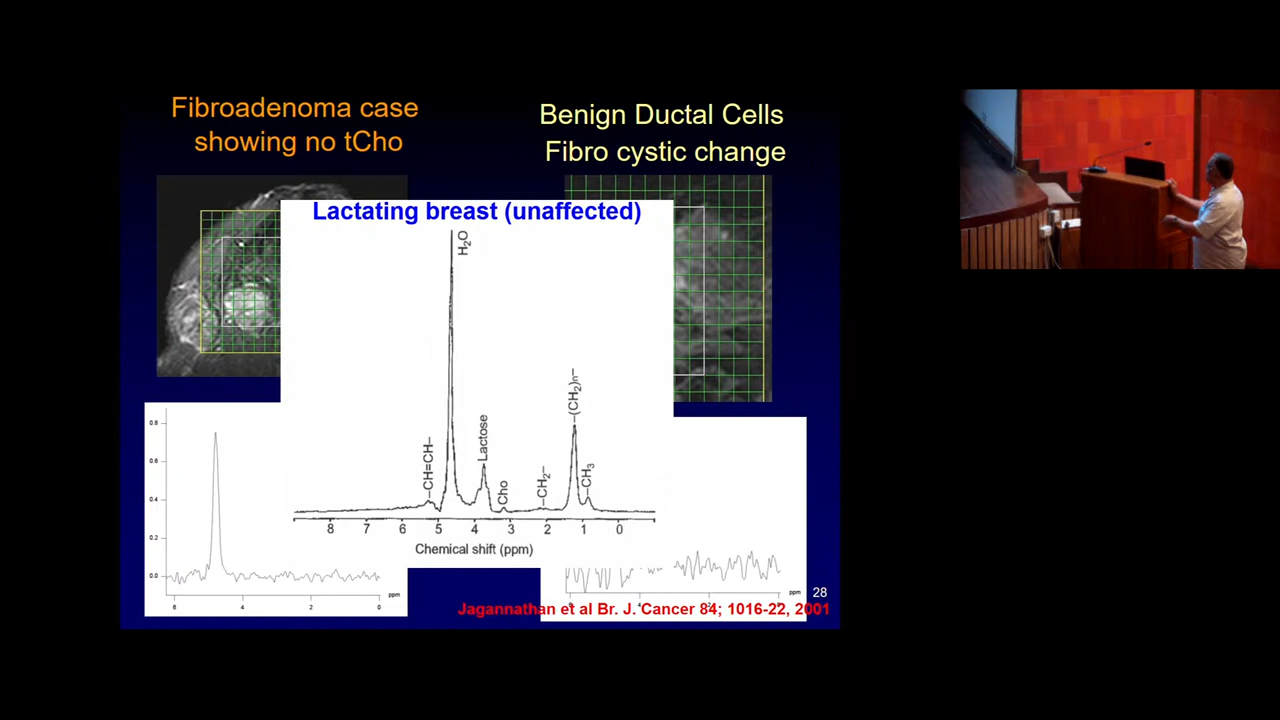 Fibroadenoma case
showing no tCho
Benign Ductal Cells
Fibro cystic change
Lactating breast (unaffected)
H₂O
–CH=CH–
Lactose
Cho
–CH₂–
–(CH₂)n–
–CH₃
8 7 6 5 4 3 2 1 0
Chemical shift (ppm)
0.8
0.6
0.4
0.2
0.0
6 4 2 0
ppm
ppm
28
Jagannathan et al Br. J. Cancer 84; 1016-22, 2001